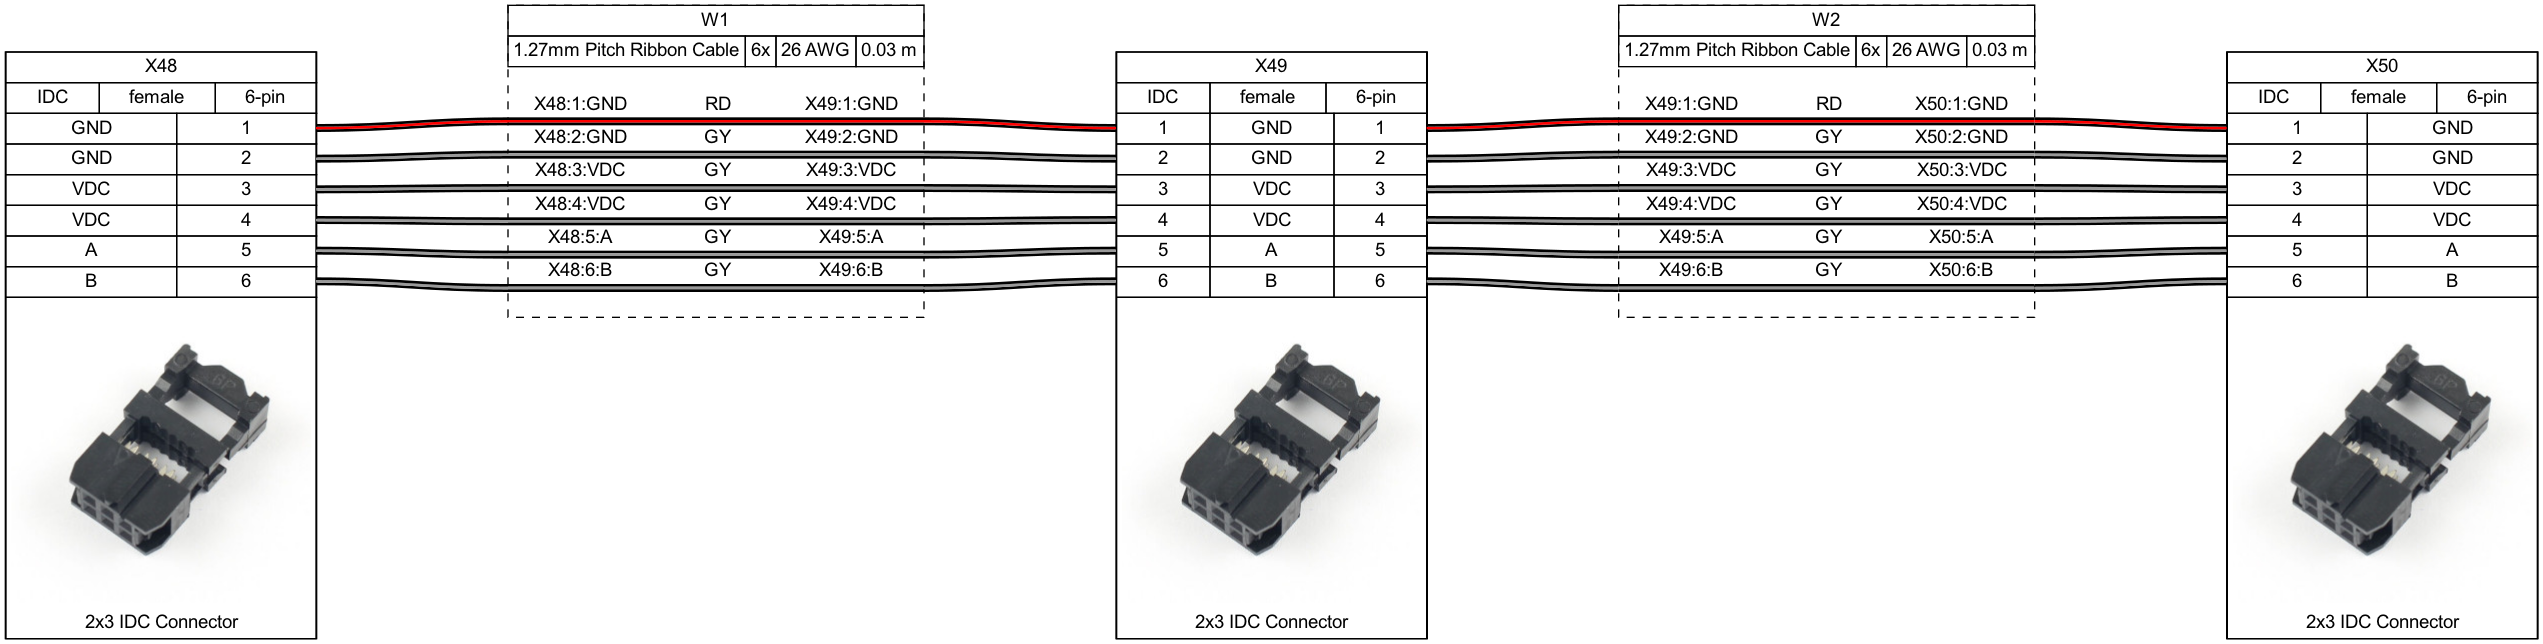 X48
IDC female 6-pin
GND 1
GND 2
VDC 3
VDC 4
A 5
B 6
2x3 IDC Connector
W1
1.27mm Pitch Ribbon Cable 6x 26 AWG 0.03 m
X48:1:GND RD X49:1:GND
X48:2:GND GY X49:2:GND
X48:3:VDC GY X49:3:VDC
X48:4:VDC GY X49:4:VDC
X48:5:A GY X49:5:A
X48:6:B GY X49:6:B
X49
IDC female 6-pin
1 GND 1
2 GND 2
3 VDC 3
4 VDC 4
5 A 5
6 B 6
2x3 IDC Connector
W2
1.27mm Pitch Ribbon Cable 6x 26 AWG 0.03 m
X49:1:GND RD X50:1:GND
X49:2:GND GY X50:2:GND
X49:3:VDC GY X50:3:VDC
X49:4:VDC GY X50:4:VDC
X49:5:A GY X50:5:A
X49:6:B GY X50:6:B
X50
IDC female 6-pin
1 GND
2 GND
3 VDC
4 VDC
5 A
6 B
2x3 IDC Connector